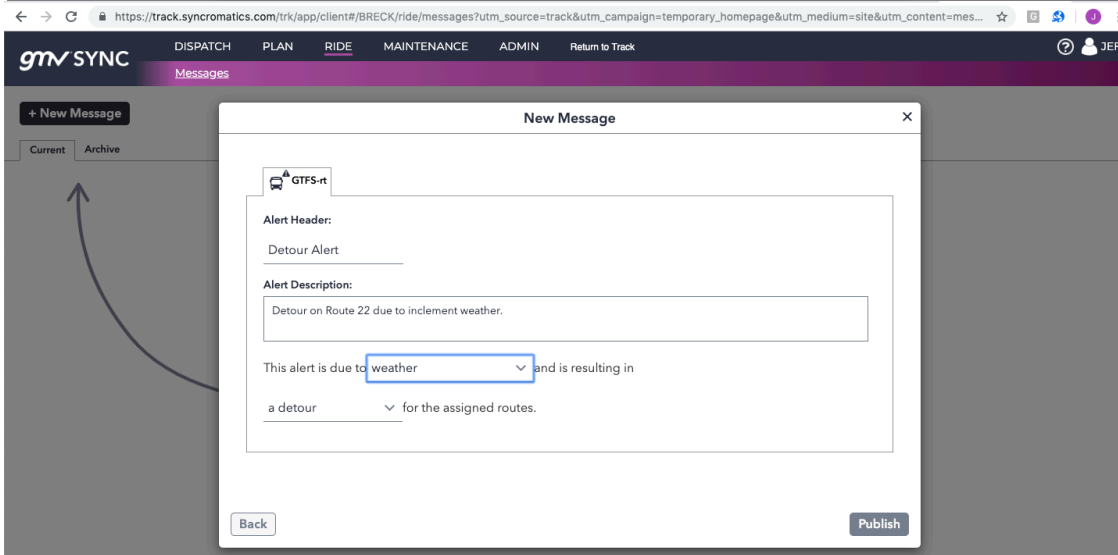 https://track.syncromatics.com/trk/app/client#/BRECK/ride/messages?utm_source=track&utm_campaign=temporary_homepage&utm_medium=site&utm_content=mes... G J
gmv SYNC DISPATCH PLAN RIDE MAINTENANCE ADMIN Return to Track ? JEF
Messages
+ New Message
New Message ×
Current Archive
GTFS-rt
Alert Header:
Detour Alert
Alert Description:
Detour on Route 22 due to inclement weather.
This alert is due to weather and is resulting in
a detour for the assigned routes.
Back Publish